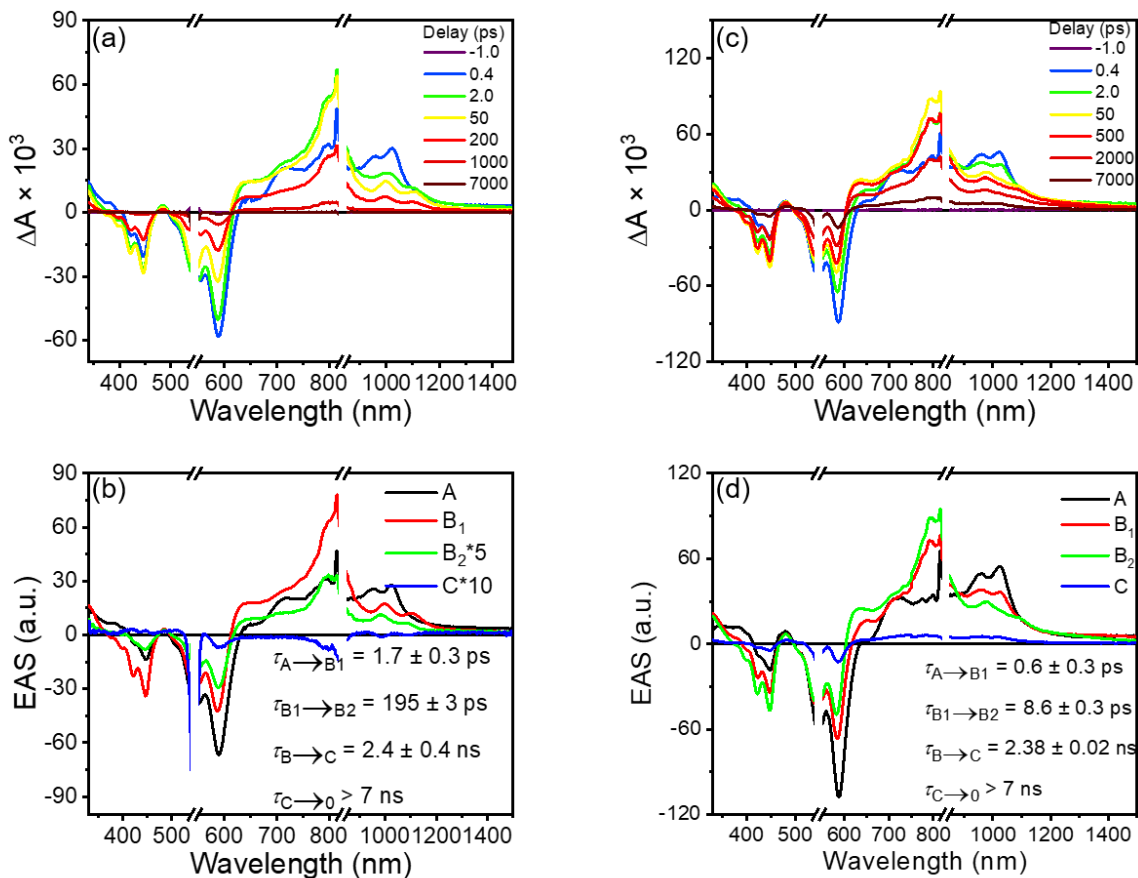 (a)
Delay (ps)
-1.0
0.4
2.0
50
200
1000
7000
90
60
30
0
-30
-60
ΔA × 10³
400 500 600 700 800 1000 1200 1400
Wavelength (nm)
(c)
Delay (ps)
-1.0
0.4
2.0
50
500
2000
7000
120
60
0
-60
-120
ΔA × 10³
400 500 600 700 800 1000 1200 1400
Wavelength (nm)
(b)
A
B₁
B₂*5
C*10
90
60
30
0
-30
-60
-90
EAS (a.u.)
τA→B1 = 1.7 ± 0.3 ps
τB1→B2 = 195 ± 3 ps
τB→C = 2.4 ± 0.4 ns
τC→0 > 7 ns
400 500 600 700 800 1000 1200 1400
Wavelength (nm)
(d)
A
B₁
B₂
C
120
60
0
-60
-120
EAS (a.u.)
τA→B1 = 0.6 ± 0.3 ps
τB1→B2 = 8.6 ± 0.3 ps
τB→C = 2.38 ± 0.02 ns
τC→0 > 7 ns
400 500 600 700 800 1000 1200 1400
Wavelength (nm)